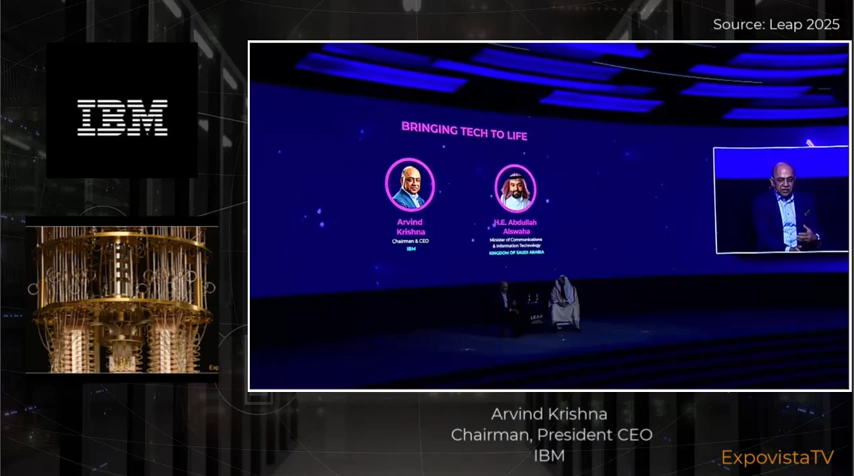 Source: Leap 2025
IBM
BRINGING TECH TO LIFE
Arvind
Krishna
Chairman & CEO
IBM
H.E. Abdullah
Alswaha
Minister of Communications
& Information Technology
KINGDOM OF SAUDI ARABIA
LEAP
Arvind Krishna
Chairman, President CEO
IBM
ExpovistaTV